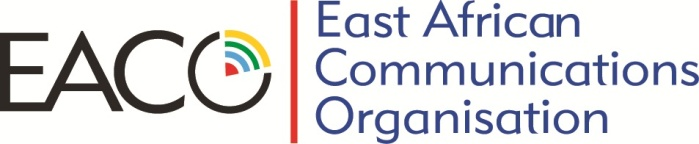 EACO
East African
Communications
Organisation